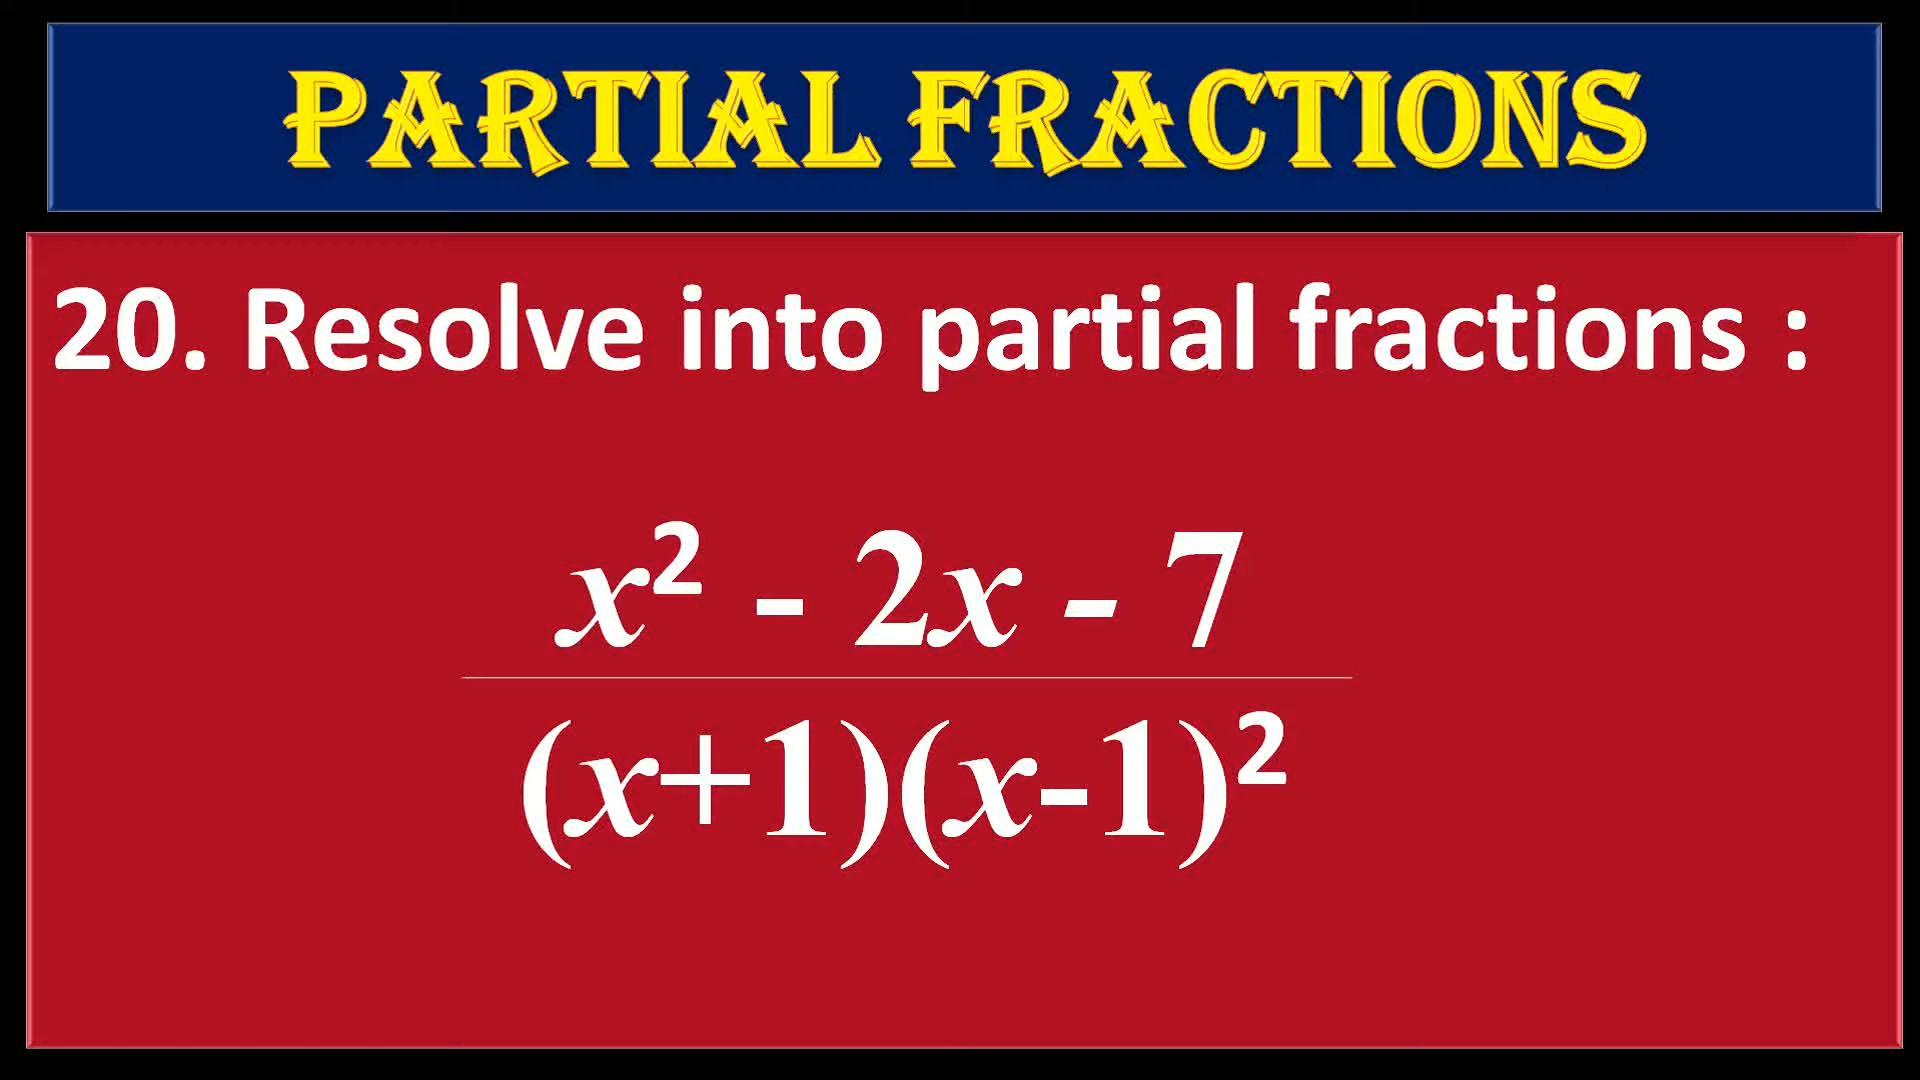 PARTIAL FRACTIONS
20. Resolve into partial fractions :
x² - 2x - 7
(x+1)(x-1)²